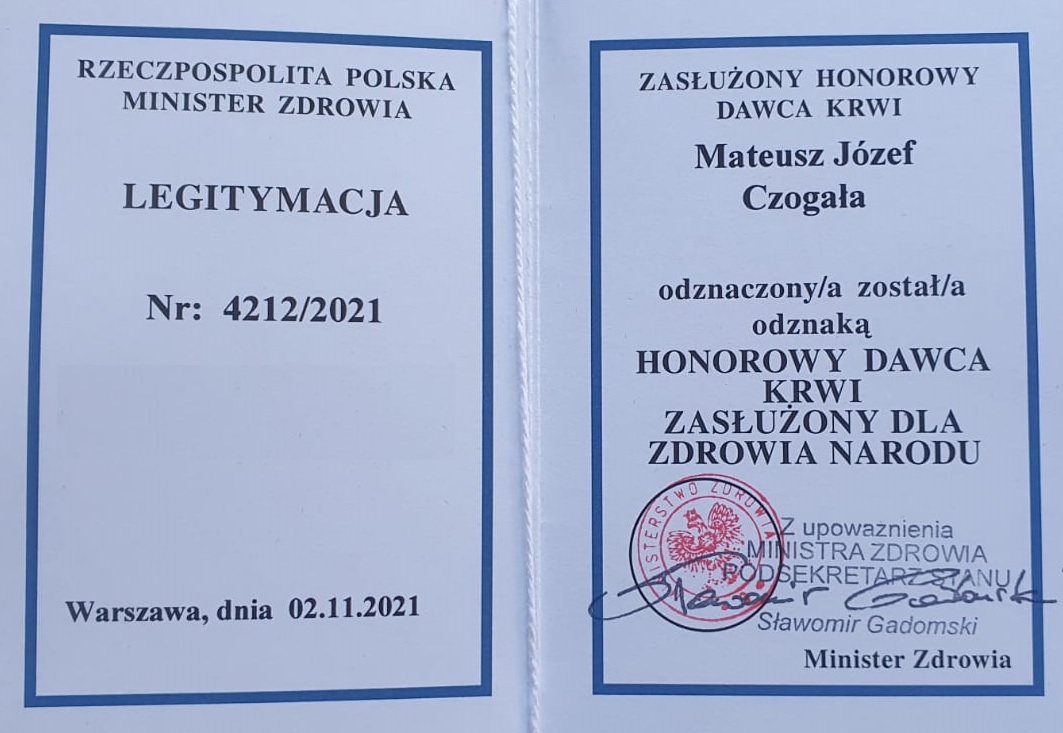 RZECZPOSPOLITA POLSKA
MINISTER ZDROWIA
LEGITYMACJA
Nr: 4212/2021
Warszawa, dnia 02.11.2021
ZASŁUŻONY HONOROWY
DAWCA KRWI
Mateusz Józef
Czogała
odznaczony/a został/a
odznaką
HONOROWY DAWCA
KRWI
ZASŁUŻONY DLA
ZDROWIA NARODU
MINISTERSTWO ZDROWIA
Z upoważnienia
MINISTRA ZDROWIA
PODSEKRETARZ STANU
Sławomir Gadomski
Minister Zdrowia